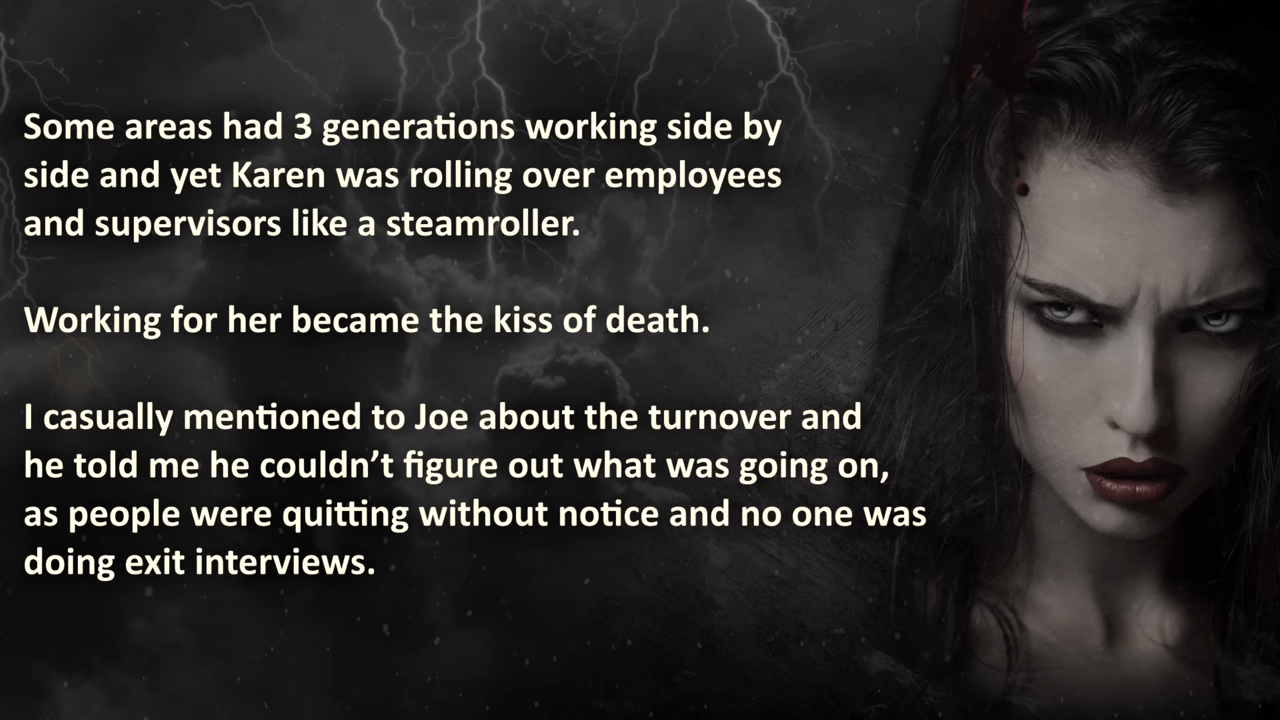 Some areas had 3 generations working side by
side and yet Karen was rolling over employees
and supervisors like a steamroller.
Working for her became the kiss of death.
I casually mentioned to Joe about the turnover and
he told me he couldn’t figure out what was going on,
as people were quitting without notice and no one was
doing exit interviews.